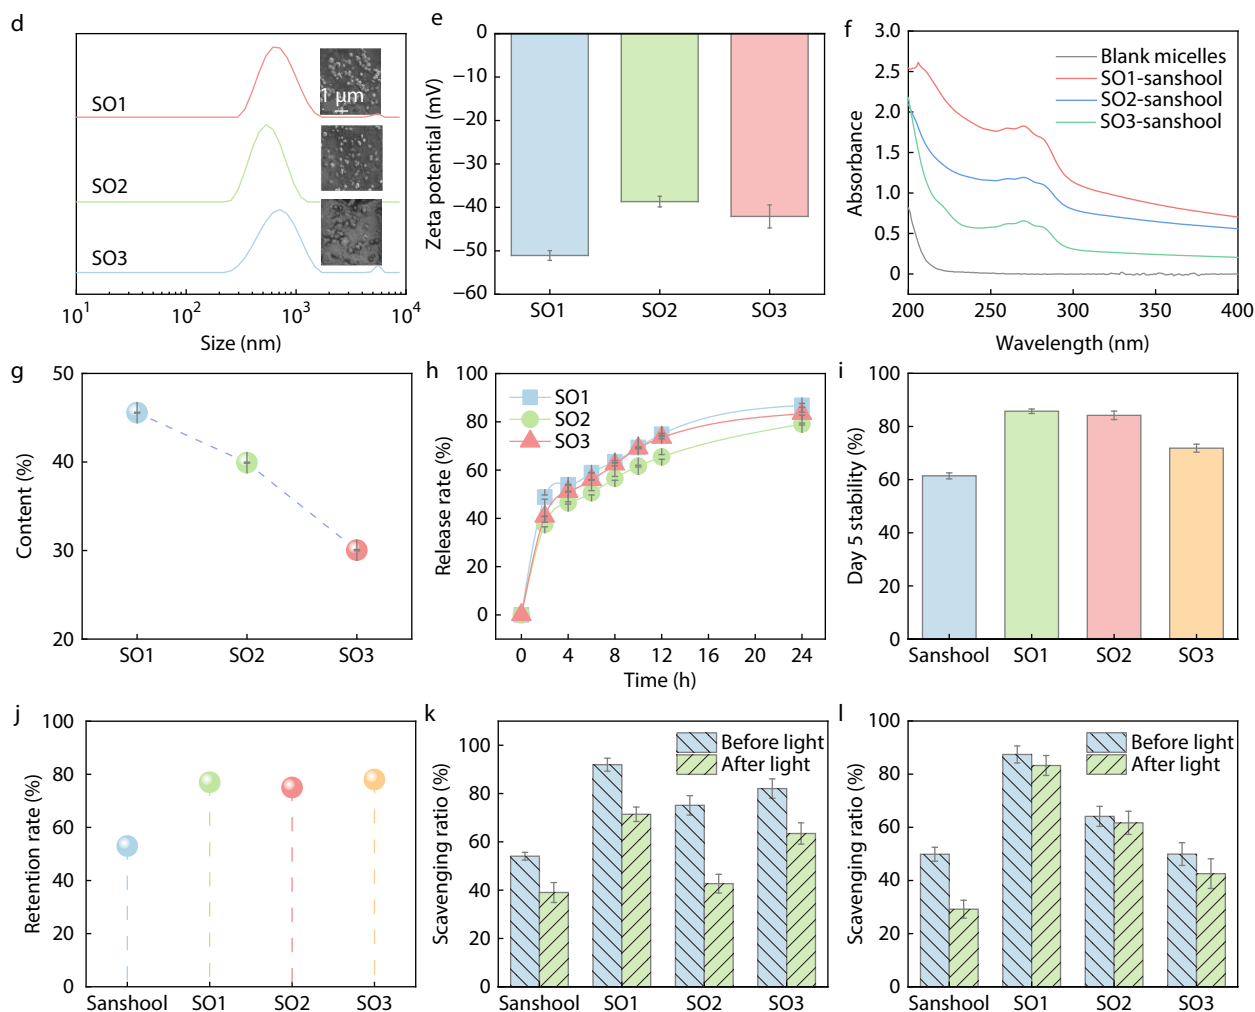 d
SO1
SO2
SO3
1 μm
10¹ 10² 10³ 10⁴
Size (nm)
e
Zeta potential (mV)
0
−10
−20
−30
−40
−50
−60
SO1 SO2 SO3
f
Absorbance
3.0
2.5
2.0
1.5
1.0
0.5
0
Blank micelles
SO1-sanshool
SO2-sanshool
SO3-sanshool
200 250 300 350 400
Wavelength (nm)
g
Content (%)
50
40
30
20
SO1 SO2 SO3
h
Release rate (%)
100
80
60
40
20
0
SO1
SO2
SO3
0 4 8 12 16 20 24
Time (h)
i
Day 5 stability (%)
100
80
60
40
20
0
Sanshool SO1 SO2 SO3
j
Retention rate (%)
100
80
60
40
20
0
Sanshool SO1 SO2 SO3
k
Scavenging ratio (%)
100
80
60
40
20
0
Before light
After light
Sanshool SO1 SO2 SO3
l
Scavenging ratio (%)
100
80
60
40
20
0
Before light
After light
Sanshool SO1 SO2 SO3